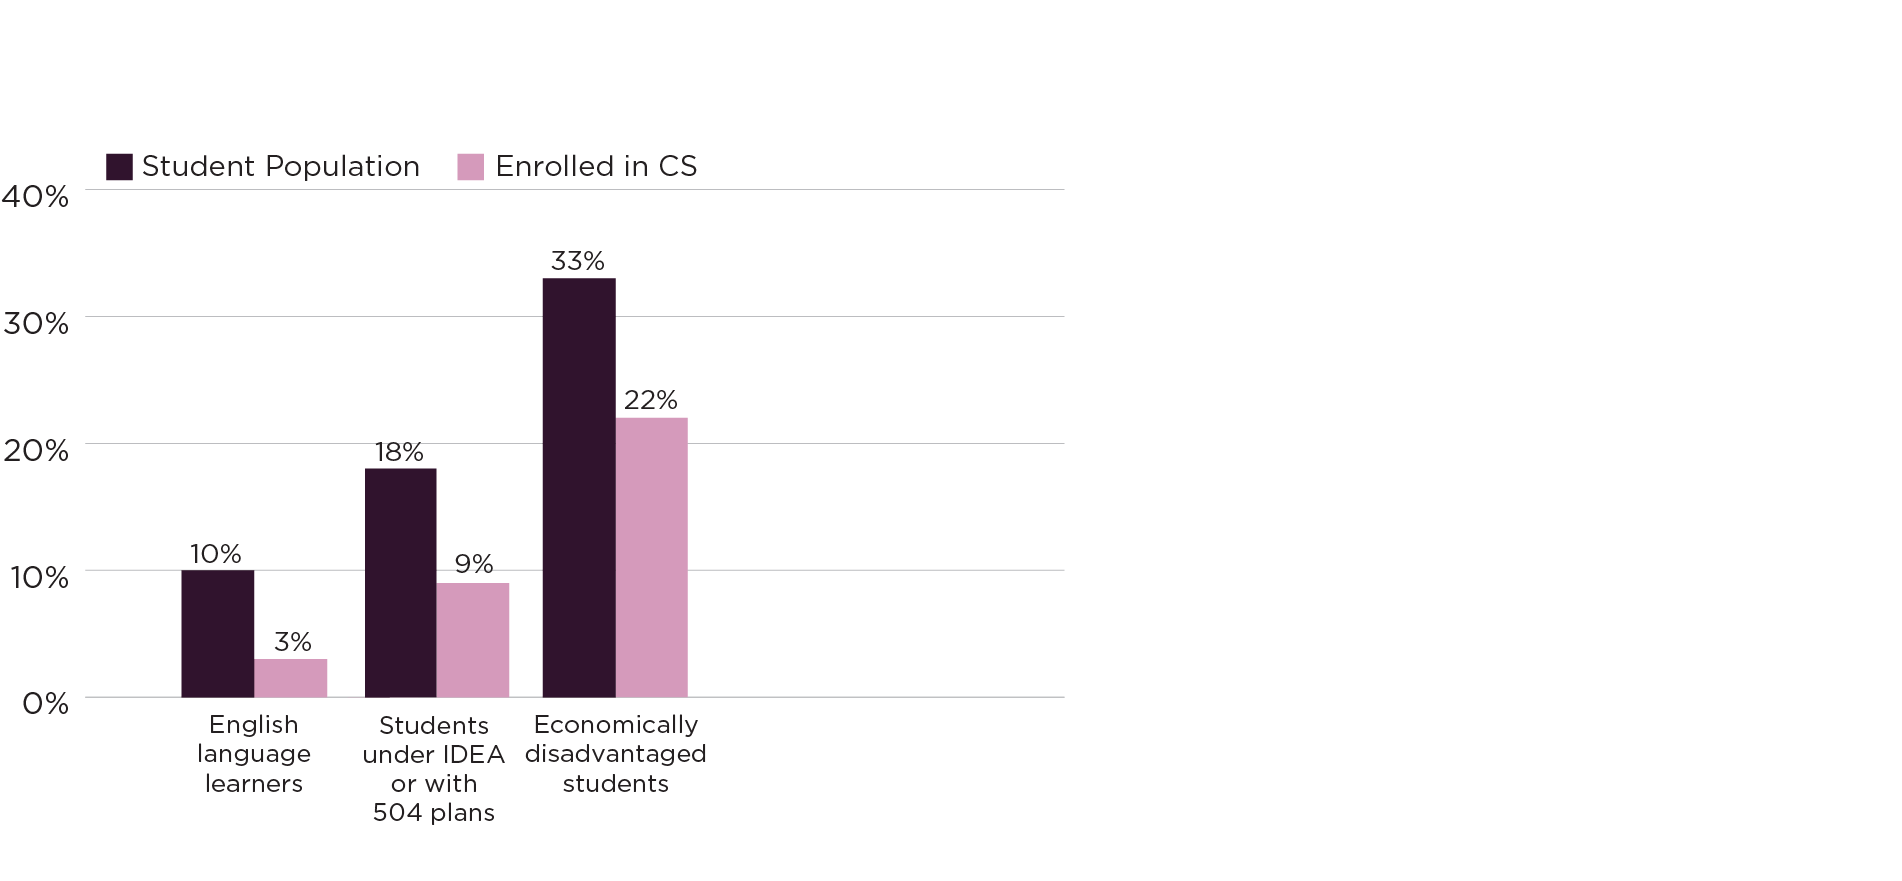 Student Population
Enrolled in CS
40%
30%
20%
10%
0%
10%
3%
18%
9%
33%
22%
English
language
learners
Students
under IDEA
or with
504 plans
Economically
disadvantaged
students